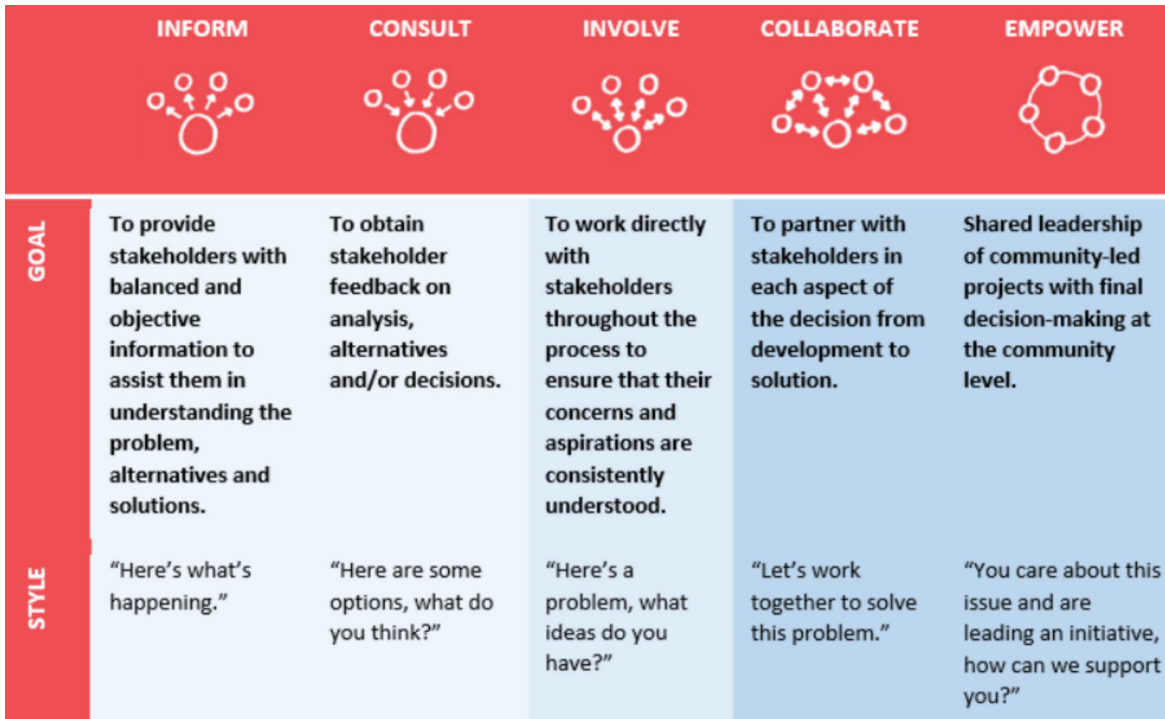 INFORM
CONSULT
INVOLVE
COLLABORATE
EMPOWER
GOAL
To provide
stakeholders with
balanced and
objective
information to
assist them in
understanding the
problem,
alternatives and
solutions.
To obtain
stakeholder
feedback on
analysis,
alternatives
and/or decisions.
To work directly
with
stakeholders
throughout the
process to
ensure that their
concerns and
aspirations are
consistently
understood.
To partner with
stakeholders in
each aspect of
the decision from
development to
solution.
Shared leadership
of community-led
projects with final
decision-making at
the community
level.
STYLE
“Here’s what’s
happening.”
“Here are some
options, what do
you think?”
“Here’s a
problem, what
ideas do you
have?”
“Let’s work
together to solve
this problem.”
“You care about this
issue and are
leading an initiative,
how can we support
you?”